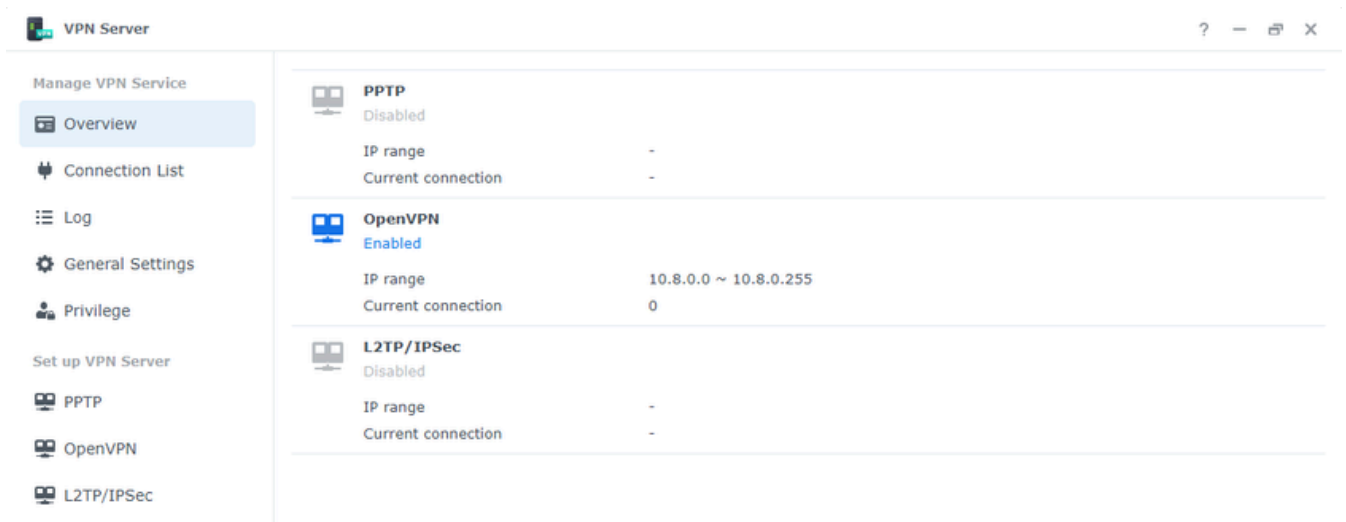 VPN Server
Manage VPN Service
Overview
Connection List
Log
General Settings
Privilege
Set up VPN Server
PPTP
OpenVPN
L2TP/IPSec
PPTP
Disabled
IP range -
Current connection -
OpenVPN
Enabled
IP range 10.8.0.0 ~ 10.8.0.255
Current connection 0
L2TP/IPSec
Disabled
IP range -
Current connection -